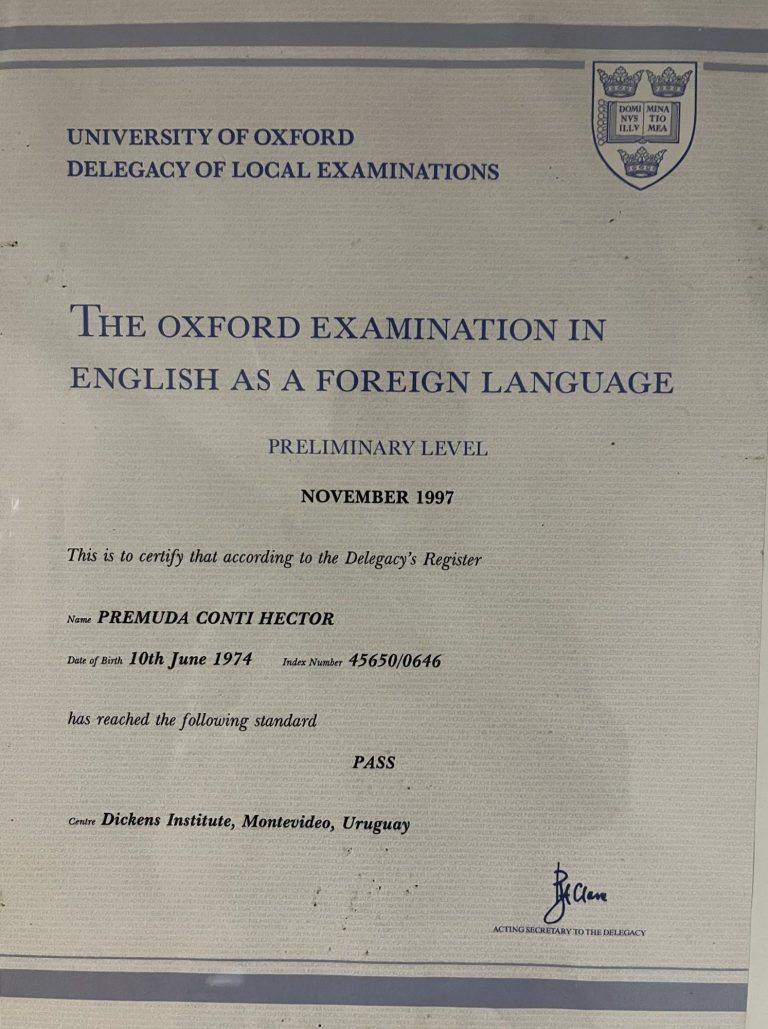 DOMI MINA
NVS TIO
ILLV MEA
UNIVERSITY OF OXFORD
DELEGACY OF LOCAL EXAMINATIONS
THE OXFORD EXAMINATION IN
ENGLISH AS A FOREIGN LANGUAGE
PRELIMINARY LEVEL
NOVEMBER 1997
This is to certify that according to the Delegacy's Register
Name PREMUDA CONTI HECTOR
Date of Birth 10th June 1974 Index Number 45650/0646
has reached the following standard
PASS
Centre Dickens Institute, Montevideo, Uruguay
ACTING SECRETARY TO THE DELEGACY